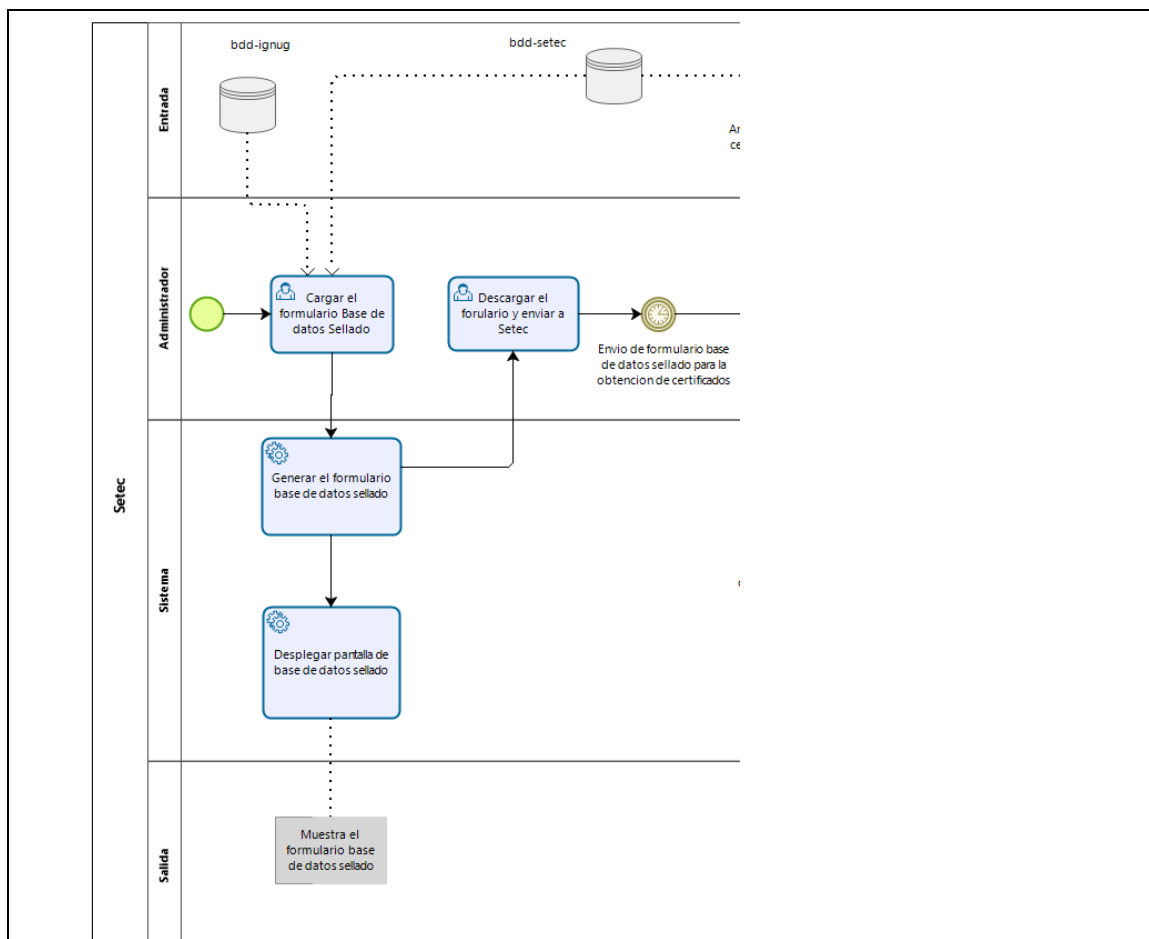 Setec
Entrada
bdd-ignug
bdd-setec
Administrador
Cargar el
formulario Base de
datos Sellado
Descargar el
forulario y enviar a
Setec
Envio de formulario base
de datos sellado para la
obtencion de certificados
Sistema
Generar el formulario
base de datos sellado
Desplegar pantalla de
base de datos sellado
Salida
Muestra el
formulario base
de datos sellado